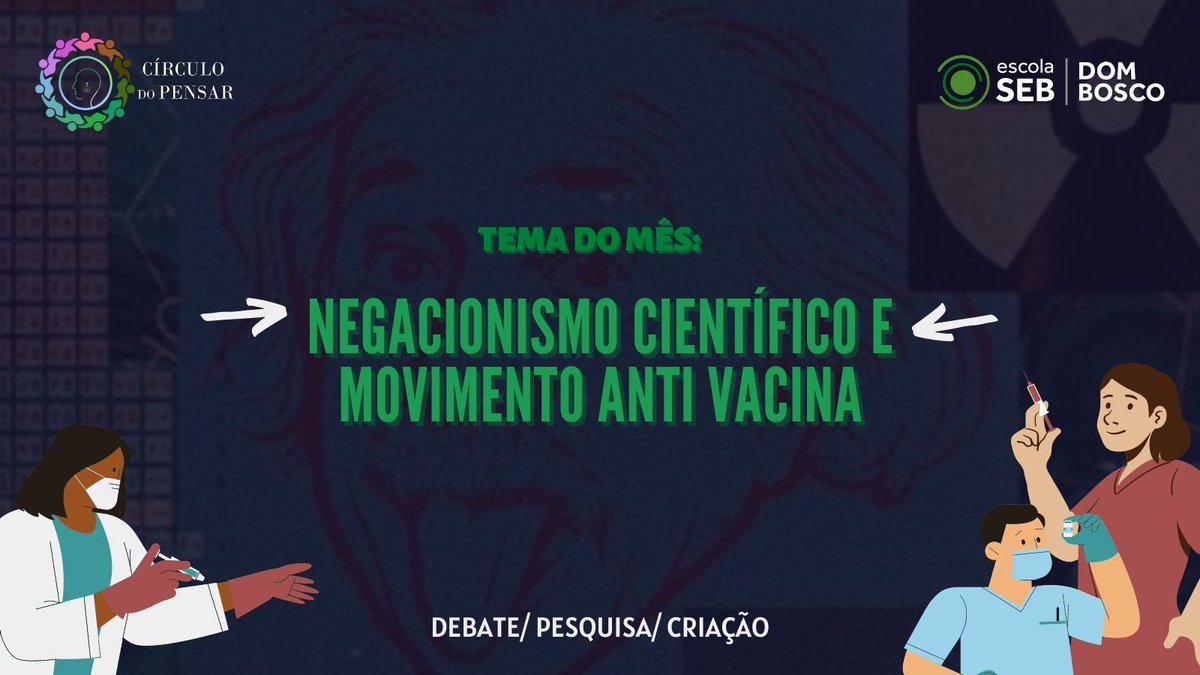 CÍRCULO
DO PENSAR
escola
SEB
DOM
BOSCO
TEMA DO MÊS:
NEGACIONISMO CIENTÍFICO E
MOVIMENTO ANTI VACINA
DEBATE/ PESQUISA/ CRIAÇÃO